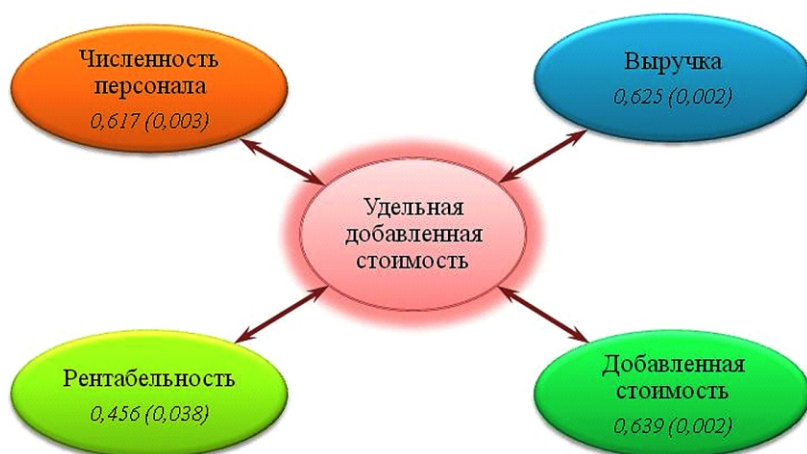 Численность
персонала
0,617 (0,003)
Выручка
0,625 (0,002)
Удельная
добавленная
стоимость
Рентабельность
0,456 (0,038)
Добавленная
стоимость
0,639 (0,002)